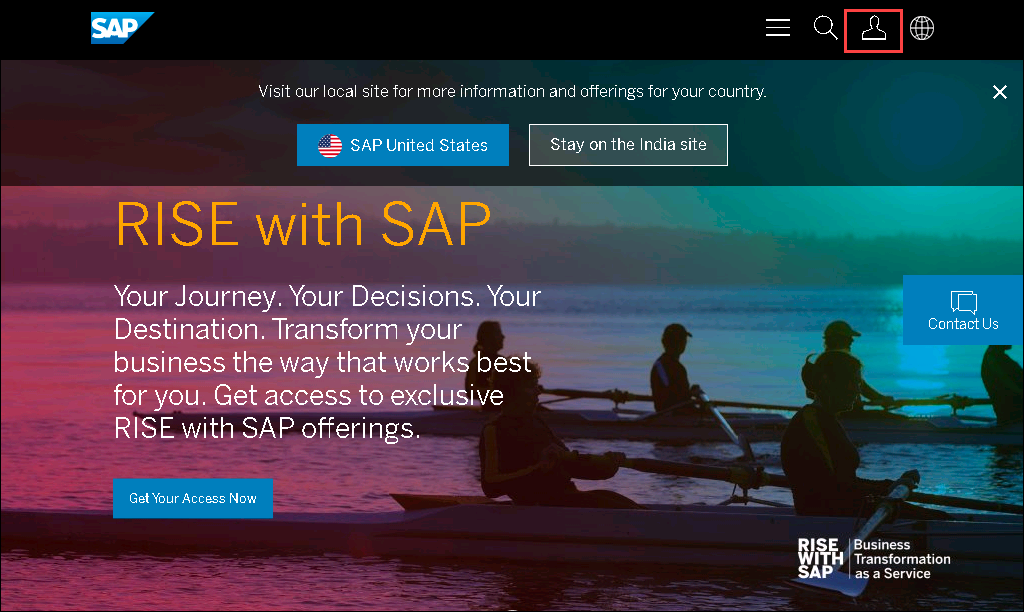 SAP
Visit our local site for more information and offerings for your country.
SAP United States
Stay on the India site
RISE with SAP
Your Journey. Your Decisions. Your
Destination. Transform your
business the way that works best
for you. Get access to exclusive
RISE with SAP offerings.
Contact Us
Get Your Access Now
RISE
WITH
SAP
Business
Transformation
as a Service